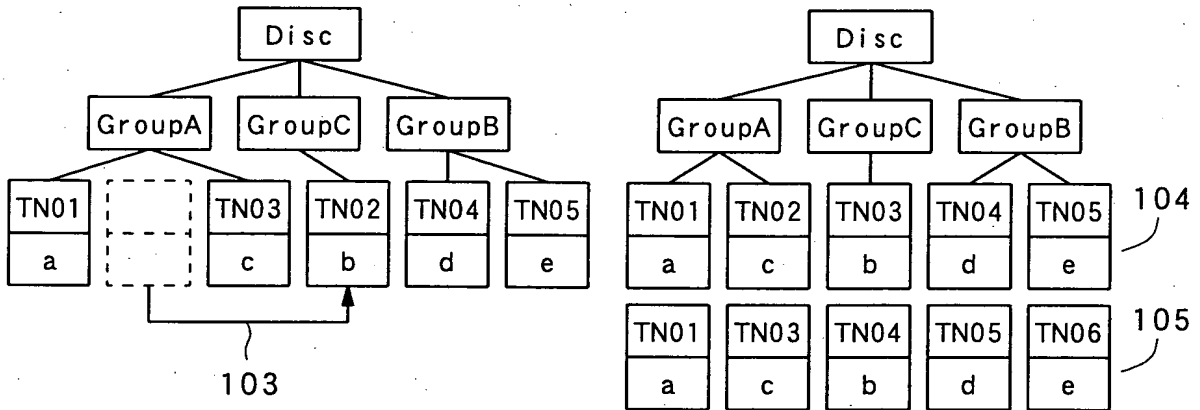 Disc
GroupA GroupC GroupB
TN01 TN03 TN02 TN04 TN05
a c b d e
103
Disc
GroupA GroupC GroupB
TN01 TN02 TN03 TN04 TN05
a c b d e
104
TN01 TN03 TN04 TN05 TN06
a c b d e
105